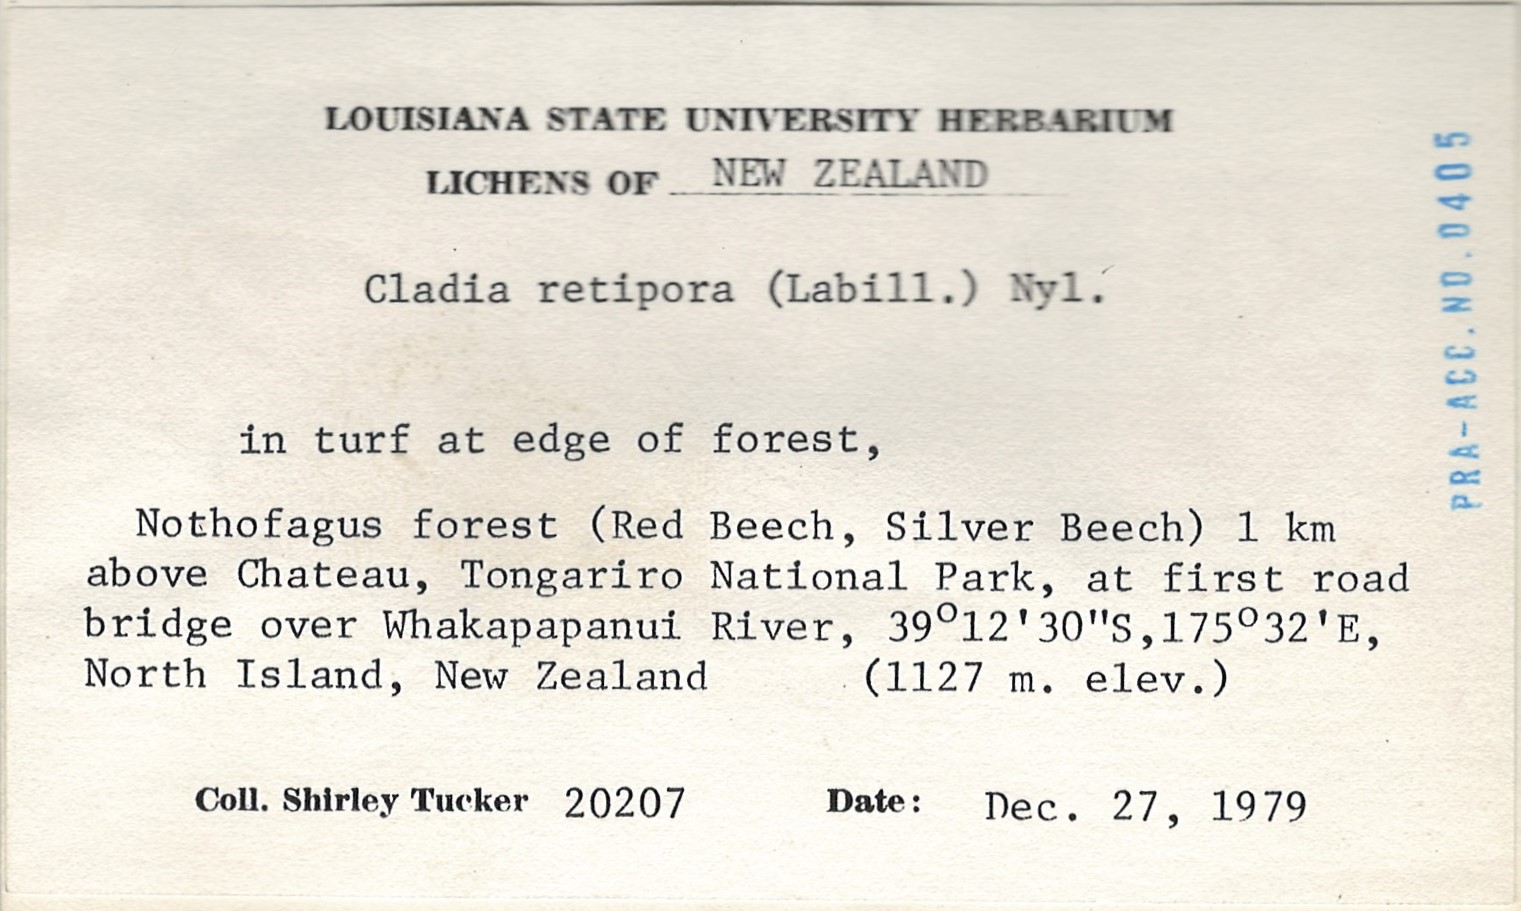 LOUISIANA STATE UNIVERSITY HERBARIUM
LICHENS OF NEW ZEALAND
Cladia retipora (Labill.) Nyl.
in turf at edge of forest,
Nothofagus forest (Red Beech, Silver Beech) 1 km
above Chateau, Tongariro National Park, at first road
bridge over Whakapapanui River, 39°12'30"S,175°32'E,
North Island, New Zealand (1127 m. elev.)
Coll. Shirley Tucker 20207 Date: Dec. 27, 1979
PRA-ACC.NO.0405